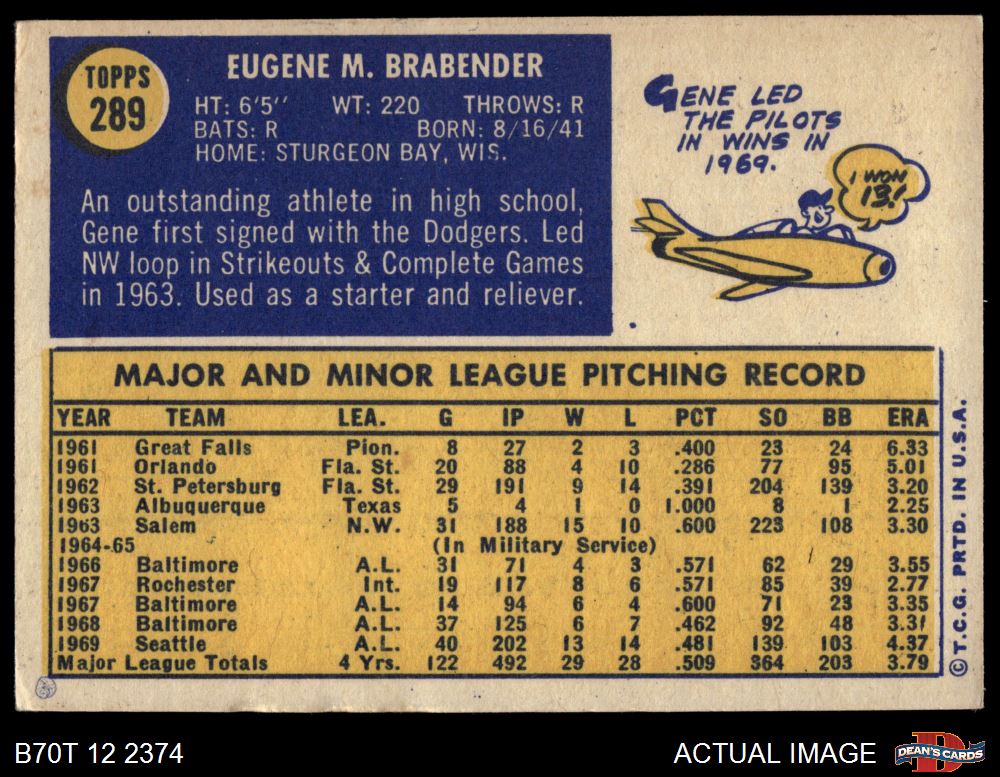 TOPPS
289
EUGENE M. BRABENDER
HT: 6'5'' WT: 220 THROWS: R
BATS: R BORN: 8/16/41
HOME: STURGEON BAY, WIS.
An outstanding athlete in high school,
Gene first signed with the Dodgers. Led
NW loop in Strikeouts & Complete Games
in 1963. Used as a starter and reliever.
GENE LED
THE PILOTS
IN WINS IN
1969.
I WON
13!
MAJOR AND MINOR LEAGUE PITCHING RECORD
YEAR TEAM LEA. G IP W L PCT SO BB ERA
1961 Great Falls Pion. 8 27 2 3 .400 23 24 6.33
1961 Orlando Fla. St. 20 88 4 10 .286 77 95 5.01
1962 St. Petersburg Fla. St. 29 191 9 14 .391 204 139 3.20
1963 Albuquerque Texas 5 4 1 0 1.000 8 1 2.25
1963 Salem N.W. 31 188 15 10 .600 223 108 3.30
1964-65 (In Military Service)
1966 Baltimore A.L. 31 71 4 3 .571 62 29 3.55
1967 Rochester Int. 19 117 8 6 .571 85 39 2.77
1967 Baltimore A.L. 14 94 6 4 .600 71 23 3.35
1968 Baltimore A.L. 37 125 6 7 .462 92 48 3.31
1969 Seattle A.L. 40 202 13 14 .481 139 103 4.37
Major League Totals 4 Yrs. 122 492 29 28 .509 364 203 3.79
© T.C.G. PRTD. IN U.S.A.
B70T 12 2374
ACTUAL IMAGE
DEAN'S CARDS